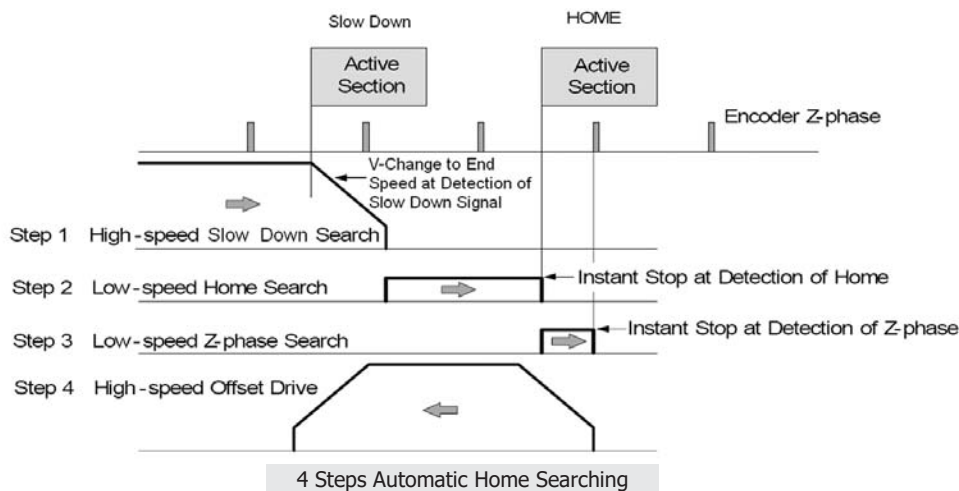 Slow Down
HOME
Active
Section
Active
Section
Encoder Z-phase
V-Change to End
Speed at Detection of
Slow Down Signal
Step 1 High-speed Slow Down Search
Step 2 Low-speed Home Search
Instant Stop at Detection of Home
Step 3 Low-speed Z-phase Search
Instant Stop at Detection of Z-phase
Step 4 High-speed Offset Drive
4 Steps Automatic Home Searching